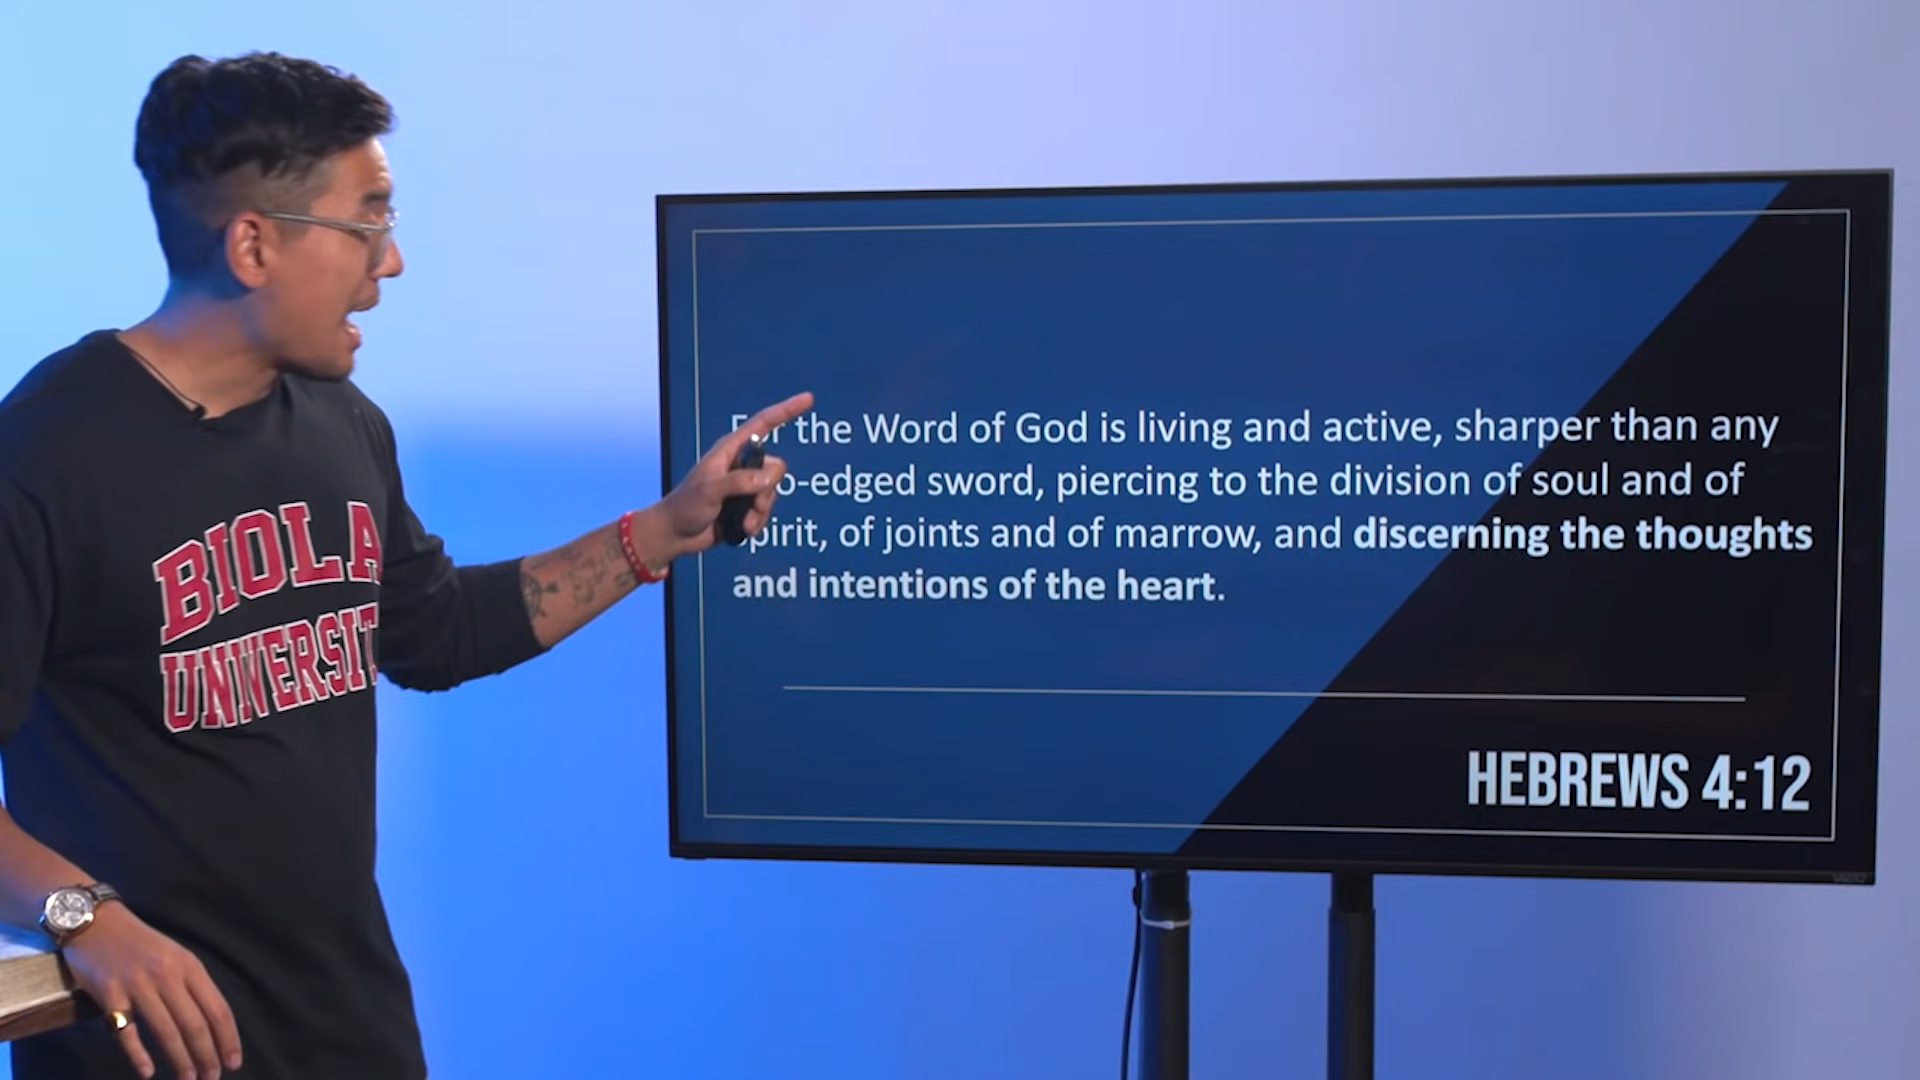 BIOLA
UNIVERSIT
the Word of God is living and active, sharper than any
o-edged sword, piercing to the division of soul and of
spirit, of joints and of marrow, and discerning the thoughts
and intentions of the heart.
HEBREWS 4:12
VIZIO